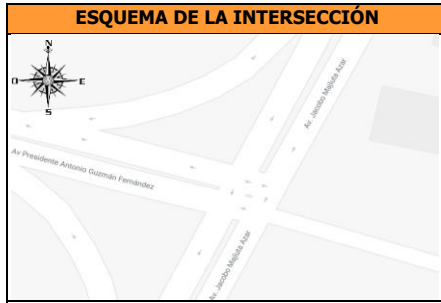 ESQUEMA DE LA INTERSECCIÓN
N
O
E
S
Av. Jacobo Majluta Azar
Av Presidente Antonio Guzmán Fernández
Av. Jacobo Majluta Azar